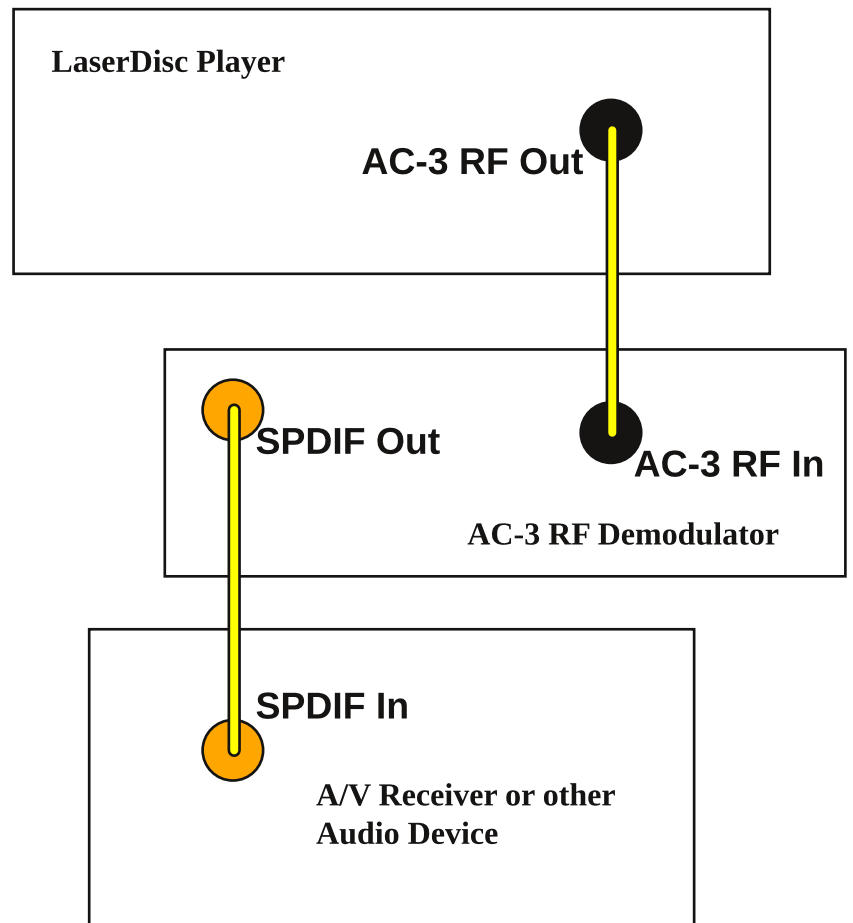 LaserDisc Player
AC-3 RF Out
SPDIF Out
AC-3 RF In
AC-3 RF Demodulator
SPDIF In
A/V Receiver or other
Audio Device